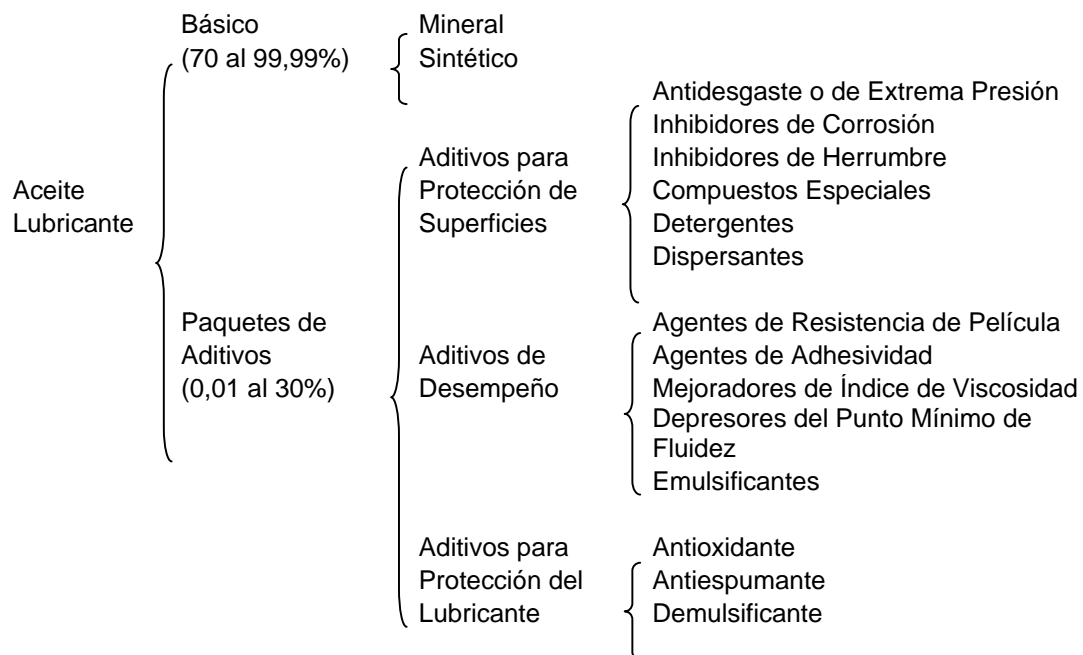 Aceite
Lubricante
Básico
(70 al 99,99%)
Mineral
Sintético
Paquetes de
Aditivos
(0,01 al 30%)
Aditivos para
Protección de
Superficies
Antidesgaste o de Extrema Presión
Inhibidores de Corrosión
Inhibidores de Herrumbre
Compuestos Especiales
Detergentes
Dispersantes
Aditivos de
Desempeño
Agentes de Resistencia de Película
Agentes de Adhesividad
Mejoradores de Índice de Viscosidad
Depresores del Punto Mínimo de
Fluidez
Emulsificantes
Aditivos para
Protección del
Lubricante
Antioxidante
Antiespumante
Demulsificante